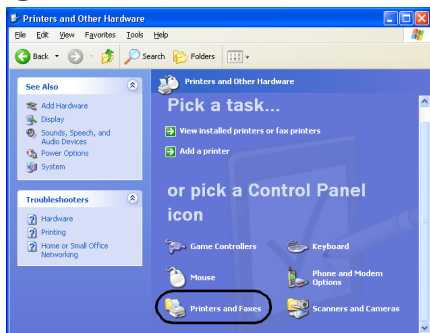 Printers and Other Hardware
File Edit View Favorites Tools Help
Back Search Folders
See Also
Add Hardware
Display
Sounds, Speech, and
Audio Devices
Power Options
System
Troubleshooters
Hardware
Printing
Home or Small Office
Networking
Printers and Other Hardware
Pick a task...
View installed printers or fax printers
Add a printer
or pick a Control Panel
icon
Game Controllers
Keyboard
Mouse
Phone and Modem
Options
Printers and Faxes
Scanners and Cameras